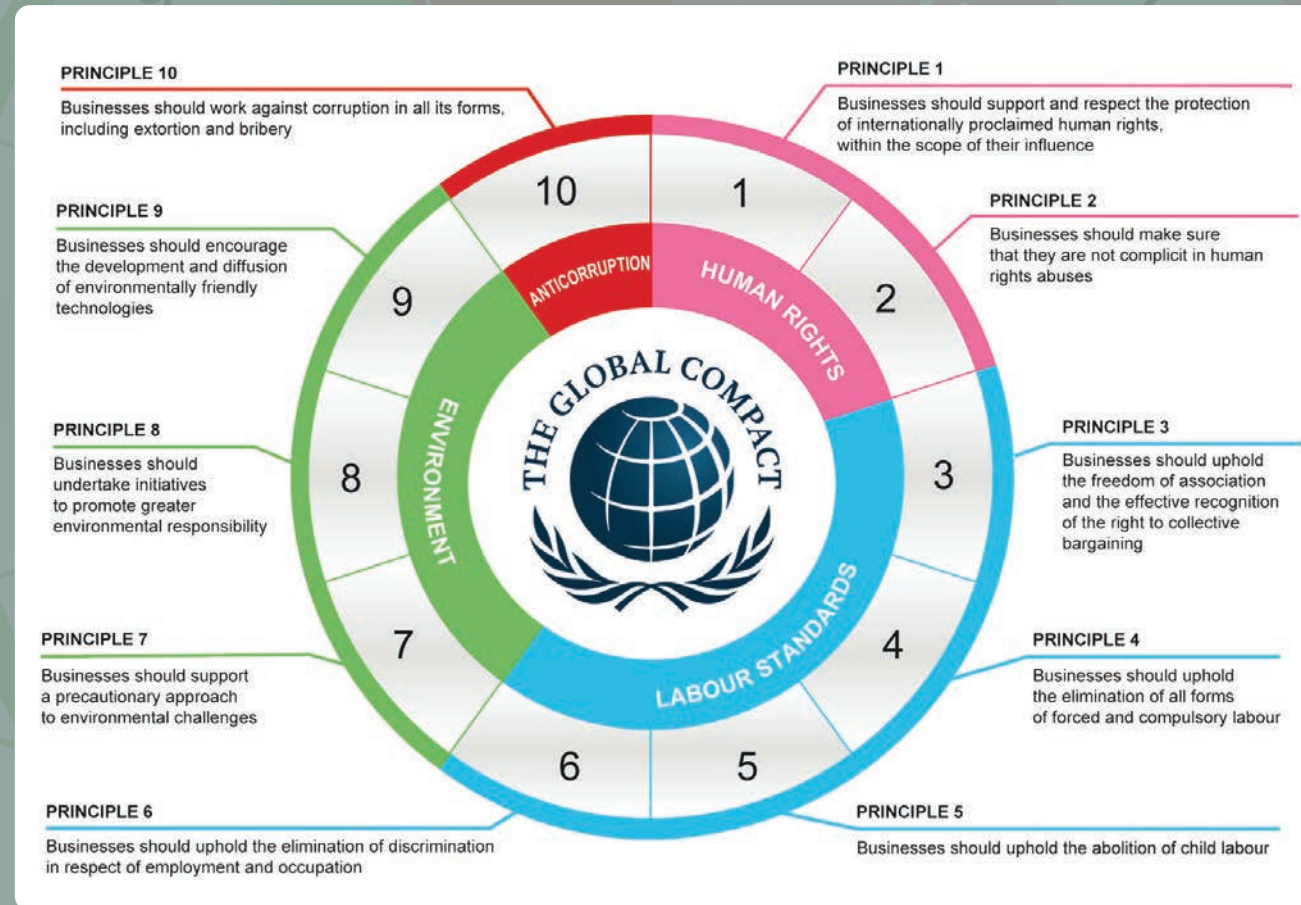 PRINCIPLE 10
Businesses should work against corruption in all its forms,
including extortion and bribery
PRINCIPLE 1
Businesses should support and respect the protection
of internationally proclaimed human rights,
within the scope of their influence
PRINCIPLE 9
Businesses should encourage
the development and diffusion
of environmentally friendly
technologies
PRINCIPLE 2
Businesses should make sure
that they are not complicit in human
rights abuses
PRINCIPLE 8
Businesses should
undertake initiatives
to promote greater
environmental responsibility
PRINCIPLE 3
Businesses should uphold
the freedom of association
and the effective recognition
of the right to collective
bargaining
PRINCIPLE 7
Businesses should support
a precautionary approach
to environmental challenges
PRINCIPLE 4
Businesses should uphold
the elimination of all forms
of forced and compulsory labour
PRINCIPLE 6
Businesses should uphold the elimination of discrimination
in respect of employment and occupation
PRINCIPLE 5
Businesses should uphold the abolition of child labour
10
1
2
3
4
5
6
7
8
9
ANTICORRUPTION
HUMAN RIGHTS
LABOUR STANDARDS
ENVIRONMENT
THE GLOBAL COMPACT